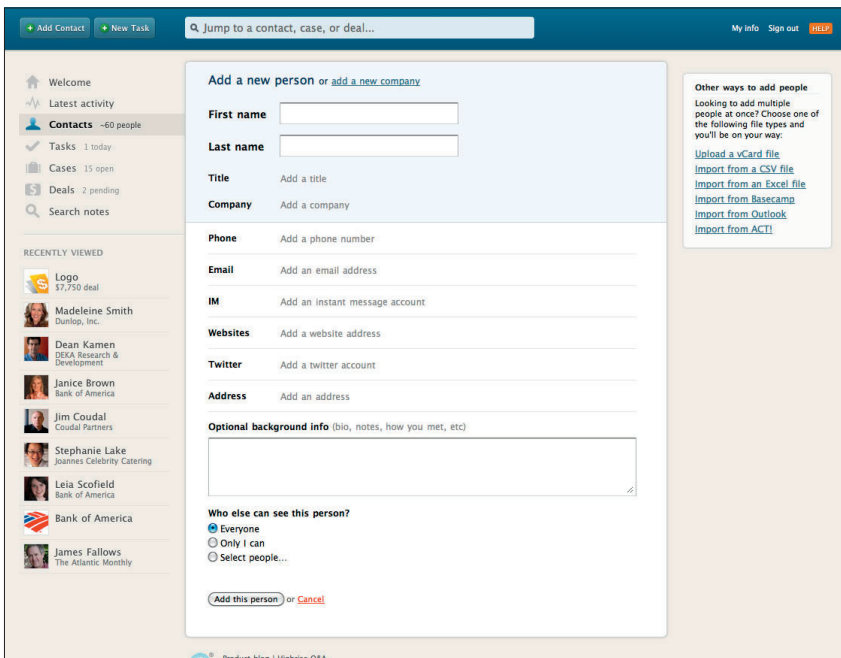 + Add Contact
+ New Task
Jump to a contact, case, or deal...
My info Sign out HELP
Welcome
Latest activity
Contacts ~60 people
Tasks 1 today
Cases 15 open
Deals 2 pending
Search notes
RECENTLY VIEWED
Logo
$7,750 deal
Madeleine Smith
Dunlop, Inc.
Dean Kamen
DEKA Research &
Development
Janice Brown
Bank of America
Jim Coudal
Coudal Partners
Stephanie Lake
Joannes Celebrity Catering
Leia Scofield
Bank of America
Bank of America
James Fallows
The Atlantic Monthly
Add a new person or add a new company
First name
Last name
Title Add a title
Company Add a company
Phone Add a phone number
Email Add an email address
IM Add an instant message account
Websites Add a website address
Twitter Add a twitter account
Address Add an address
Optional background info (bio, notes, how you met, etc)
Who else can see this person?
Everyone
Only I can
Select people...
Add this person or Cancel
Other ways to add people
Looking to add multiple
people at once? Choose one of
the following file types and
you'll be on your way:
Upload a vCard file
Import from a CSV file
Import from an Excel file
Import from Basecamp
Import from Outlook
Import from ACT!
Product blog | Highrise Q&A